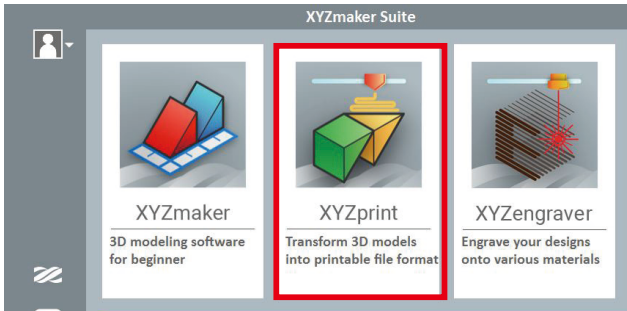 XYZmaker Suite
XYZmaker
3D modeling software
for beginner
XYZprint
Transform 3D models
into printable file format
XYZengraver
Engrave your designs
onto various materials